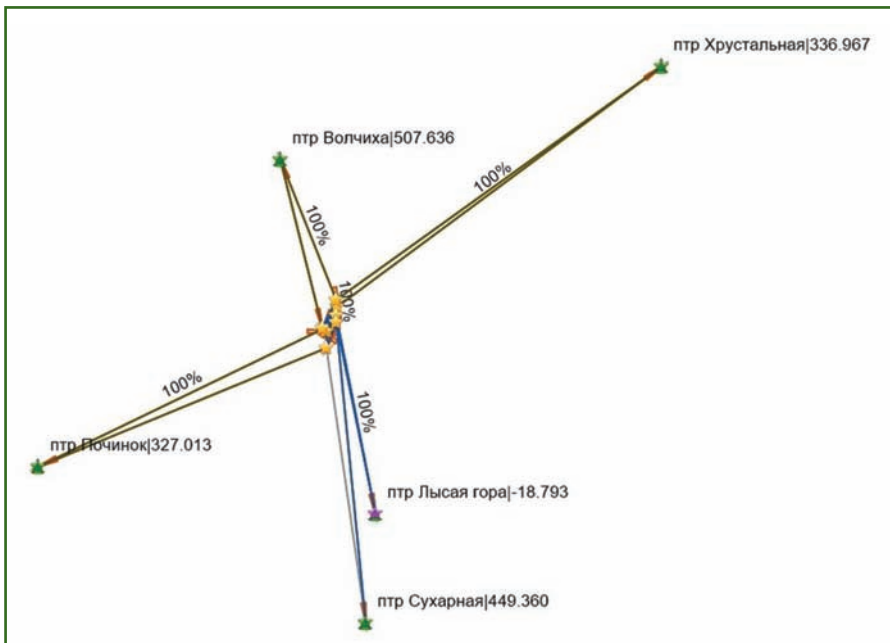 птр Хрустальная|336.967
птр Волчиха|507.636
100%
100%
100%
100%
100%
птр Починок|327.013
100%
птр Лысая гора|-18.793
птр Сухарная|449.360